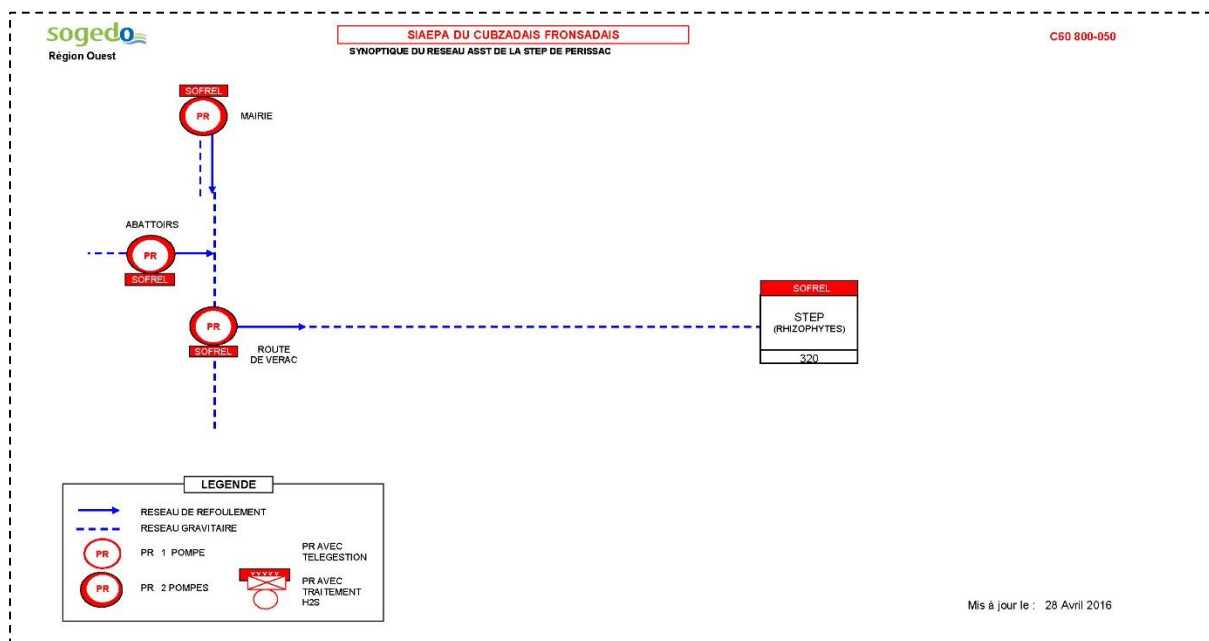 sogedo
Région Ouest
SIAEPA DU CUBZADAIS FRONSADAIS
SYNOPTIQUE DU RESEAU ASST DE LA STEP DE PERISSAC
C60 800-050
SOFREL
PR
MAIRIE
ABATTOIRS
PR
SOFREL
PR
SOFREL
ROUTE
DE VERAC
SOFREL
STEP
(RHIZOPHYTES)
320
LEGENDE
RESEAU DE REFOULEMENT
RESEAU GRAVITAIRE
PR
PR 1 POMPE
PR AVEC
TELEGESTION
PR
PR 2 POMPES
YYYYY
PR AVEC
TRAITEMENT
H2S
Mis à jour le : 28 Avril 2016